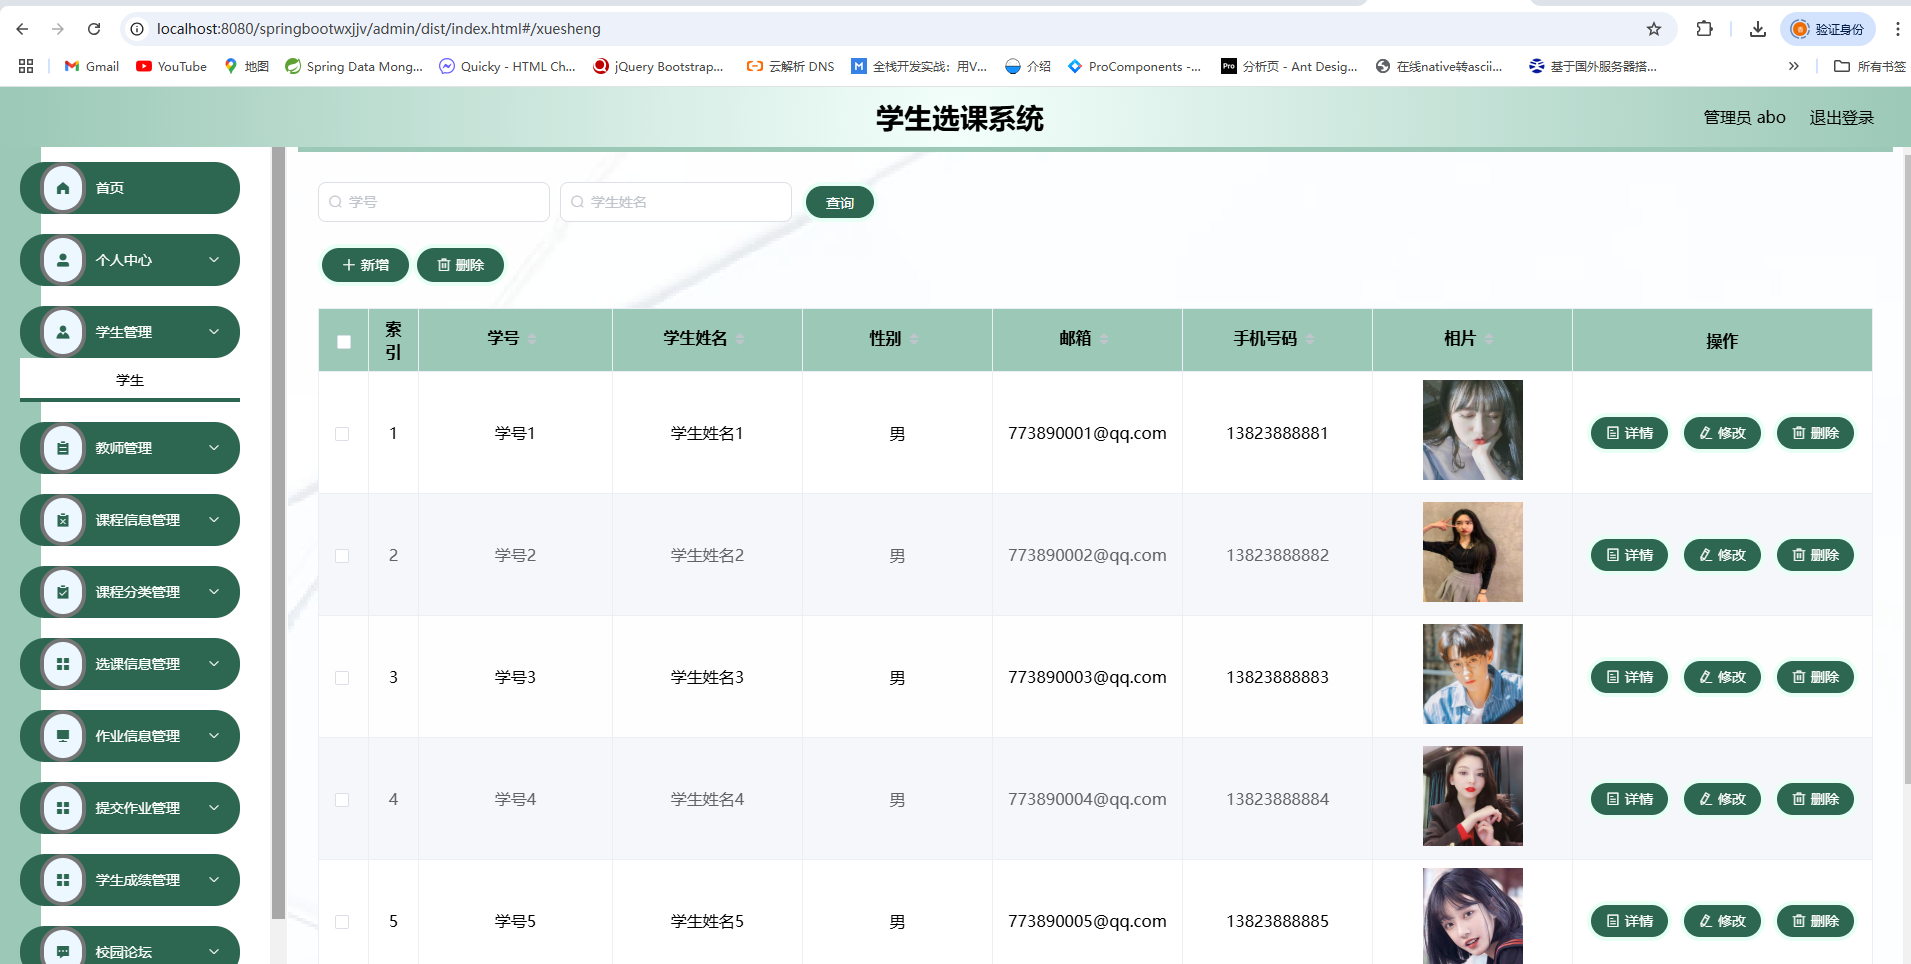 localhost:8080/springbootwxjjv/admin/dist/index.html#/xuesheng
验证身份
Gmail
YouTube
地图
Spring Data Mong...
Quicky - HTML Ch...
jQuery Bootstrap...
云解析 DNS
全栈开发实战：用V...
介绍
ProComponents -...
Pro
分析页 - Ant Desig...
在线native转ascii...
基于国外服务器搭...
所有书签
学生选课系统
管理员 abo
退出登录
首页
个人中心
学生管理
学生
教师管理
课程信息管理
课程分类管理
选课信息管理
作业信息管理
提交作业管理
学生成绩管理
校园论坛
学号
学生姓名
查询
新增
删除
索引 学号 学生姓名 性别 邮箱 手机号码 相片 操作
1 学号1 学生姓名1 男 773890001@qq.com 13823888881 详情 修改 删除
2 学号2 学生姓名2 男 773890002@qq.com 13823888882 详情 修改 删除
3 学号3 学生姓名3 男 773890003@qq.com 13823888883 详情 修改 删除
4 学号4 学生姓名4 男 773890004@qq.com 13823888884 详情 修改 删除
5 学号5 学生姓名5 男 773890005@qq.com 13823888885 详情 修改 删除